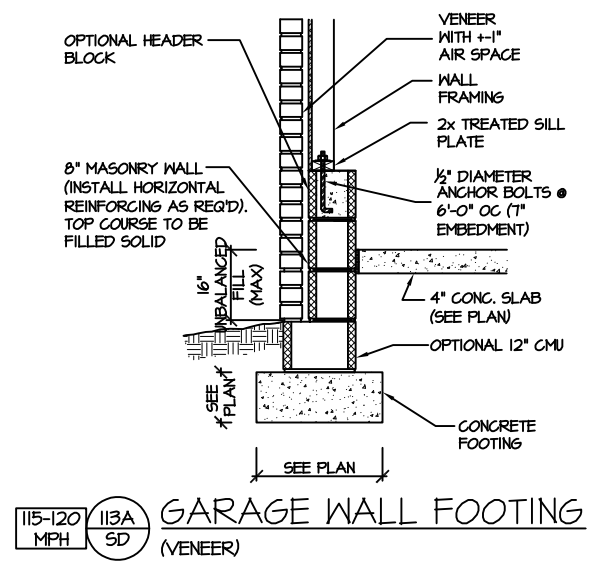 OPTIONAL HEADER
BLOCK
8" MASONRY WALL
(INSTALL HORIZONTAL
REINFORCING AS REQ'D).
TOP COURSE TO BE
FILLED SOLID
16"
UNBALANCED
FILL
(MAX)
SEE
PLAN
VENEER
WITH +-1"
AIR SPACE
WALL
FRAMING
2x TREATED SILL
PLATE
½" DIAMETER
ANCHOR BOLTS @
6'-0" OC (7"
EMBEDMENT)
4" CONC. SLAB
(SEE PLAN)
OPTIONAL 12" CMU
CONCRETE
FOOTING
SEE PLAN
115-120
MPH
113A
SD
GARAGE WALL FOOTING
(VENEER)